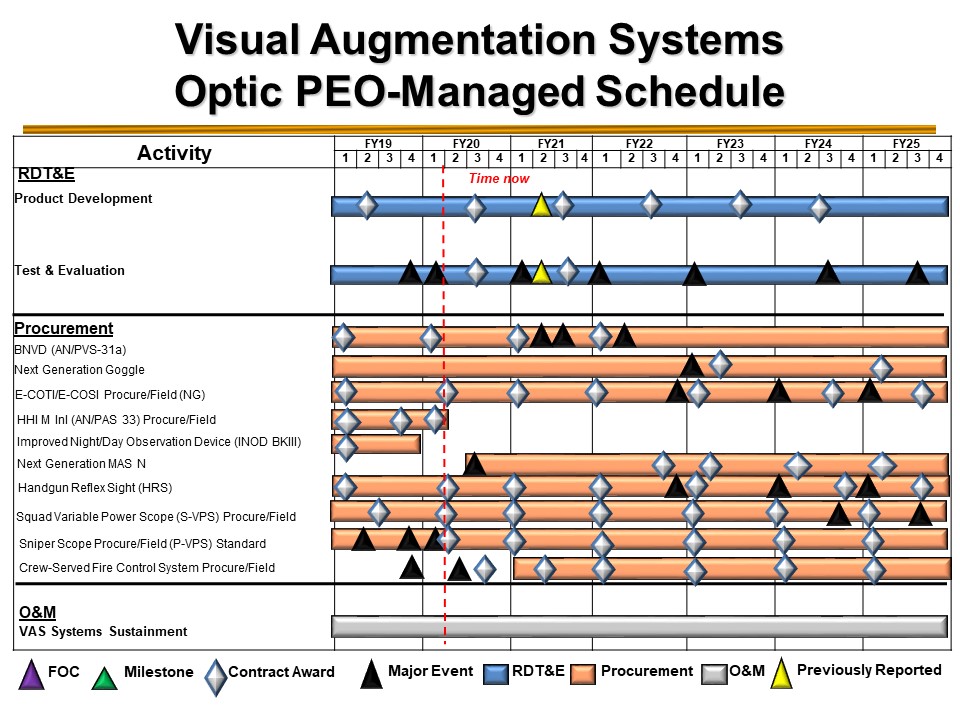 Visual Augmentation Systems
Optic PEO-Managed Schedule
Activity
FY19 FY20 FY21 FY22 FY23 FY24 FY25
1 2 3 4 1 2 3 4 1 2 3 4 1 2 3 4 1 2 3 4 1 2 3 4 1 2 3 4
RDT&E
Time now
Product Development
Test & Evaluation
Procurement
BNVD (AN/PVS-31a)
Next Generation Goggle
E-COTI/E-COSI Procure/Field (NG)
HHI M InI (AN/PAS 33) Procure/Field
Improved Night/Day Observation Device (INOD BKIII)
Next Generation MAS N
Handgun Reflex Sight (HRS)
Squad Variable Power Scope (S-VPS) Procure/Field
Sniper Scope Procure/Field (P-VPS) Standard
Crew-Served Fire Control System Procure/Field
O&M
VAS Systems Sustainment
FOC Milestone Contract Award Major Event RDT&E Procurement O&M Previously Reported